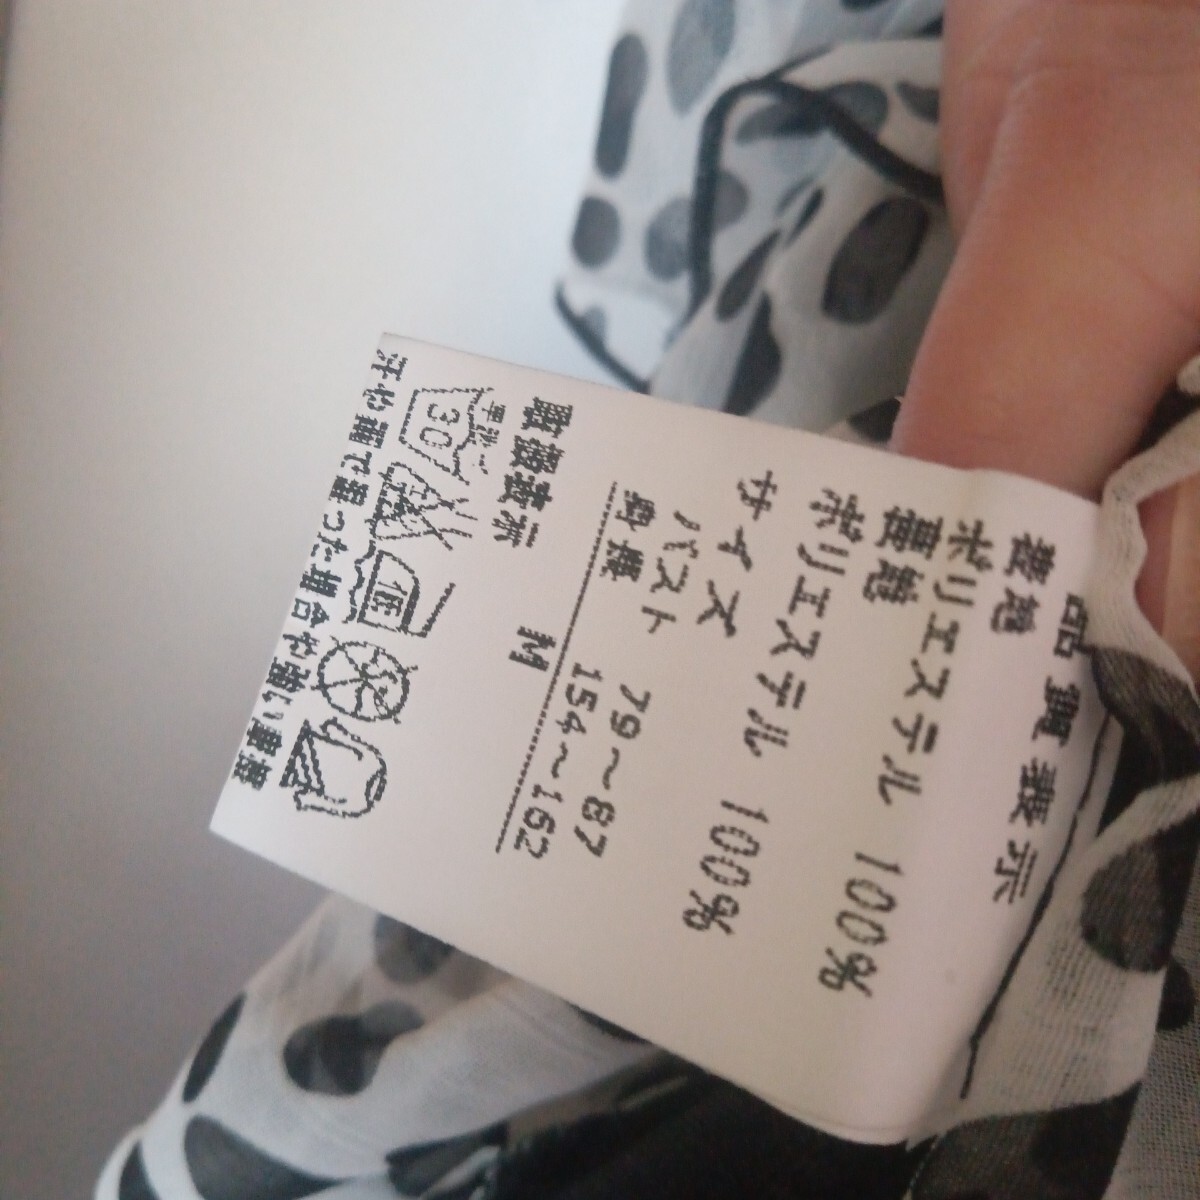 品質表示
表地
ポリエステル 100%
裏地
ポリエステル 100%
サイズ
バスト 79～87
身長 154～162
M
取扱表示
手洗イ
30
低
汗や雨で湿った場合や強い摩擦